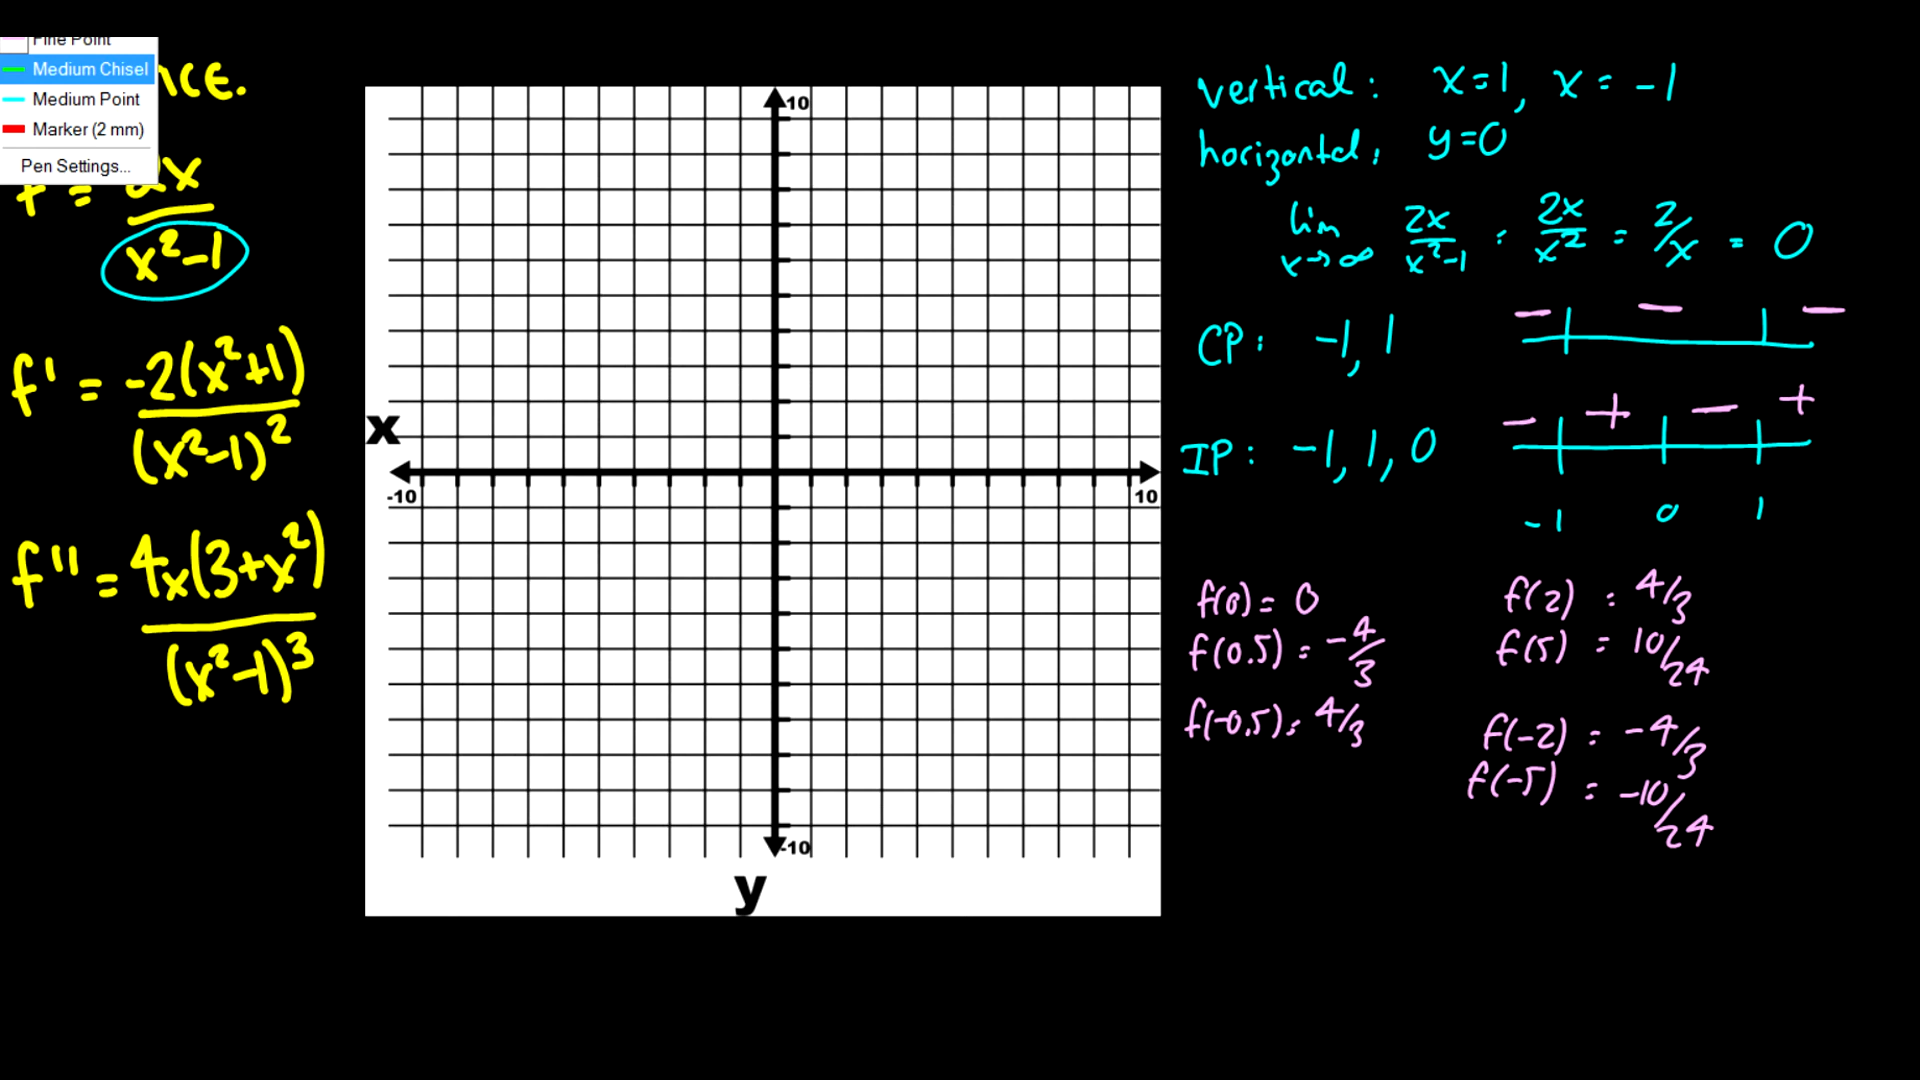 Fine Point
Medium Chisel
Medium Point
Marker (2 mm)
Pen Settings...
x²-1
f' = -2(x²+1)
(x²-1)²
f'' = 4x(3+x²)
(x²-1)³
10
x
-10 10
-10
y
vertical: x=1, x=-1
horizontal: y=0
lim x→∞ 2x/x²-1 = 2x/x² = 2/x = 0
CP: -1, 1
- - -
IP: -1, 1, 0
- + - +
-1 0 1
f(0) = 0
f(0.5) = -4/3
f(-0.5) = 4/3
f(2) = 4/3
f(5) = 10/24
f(-2) = -4/3
f(-5) = -10/24